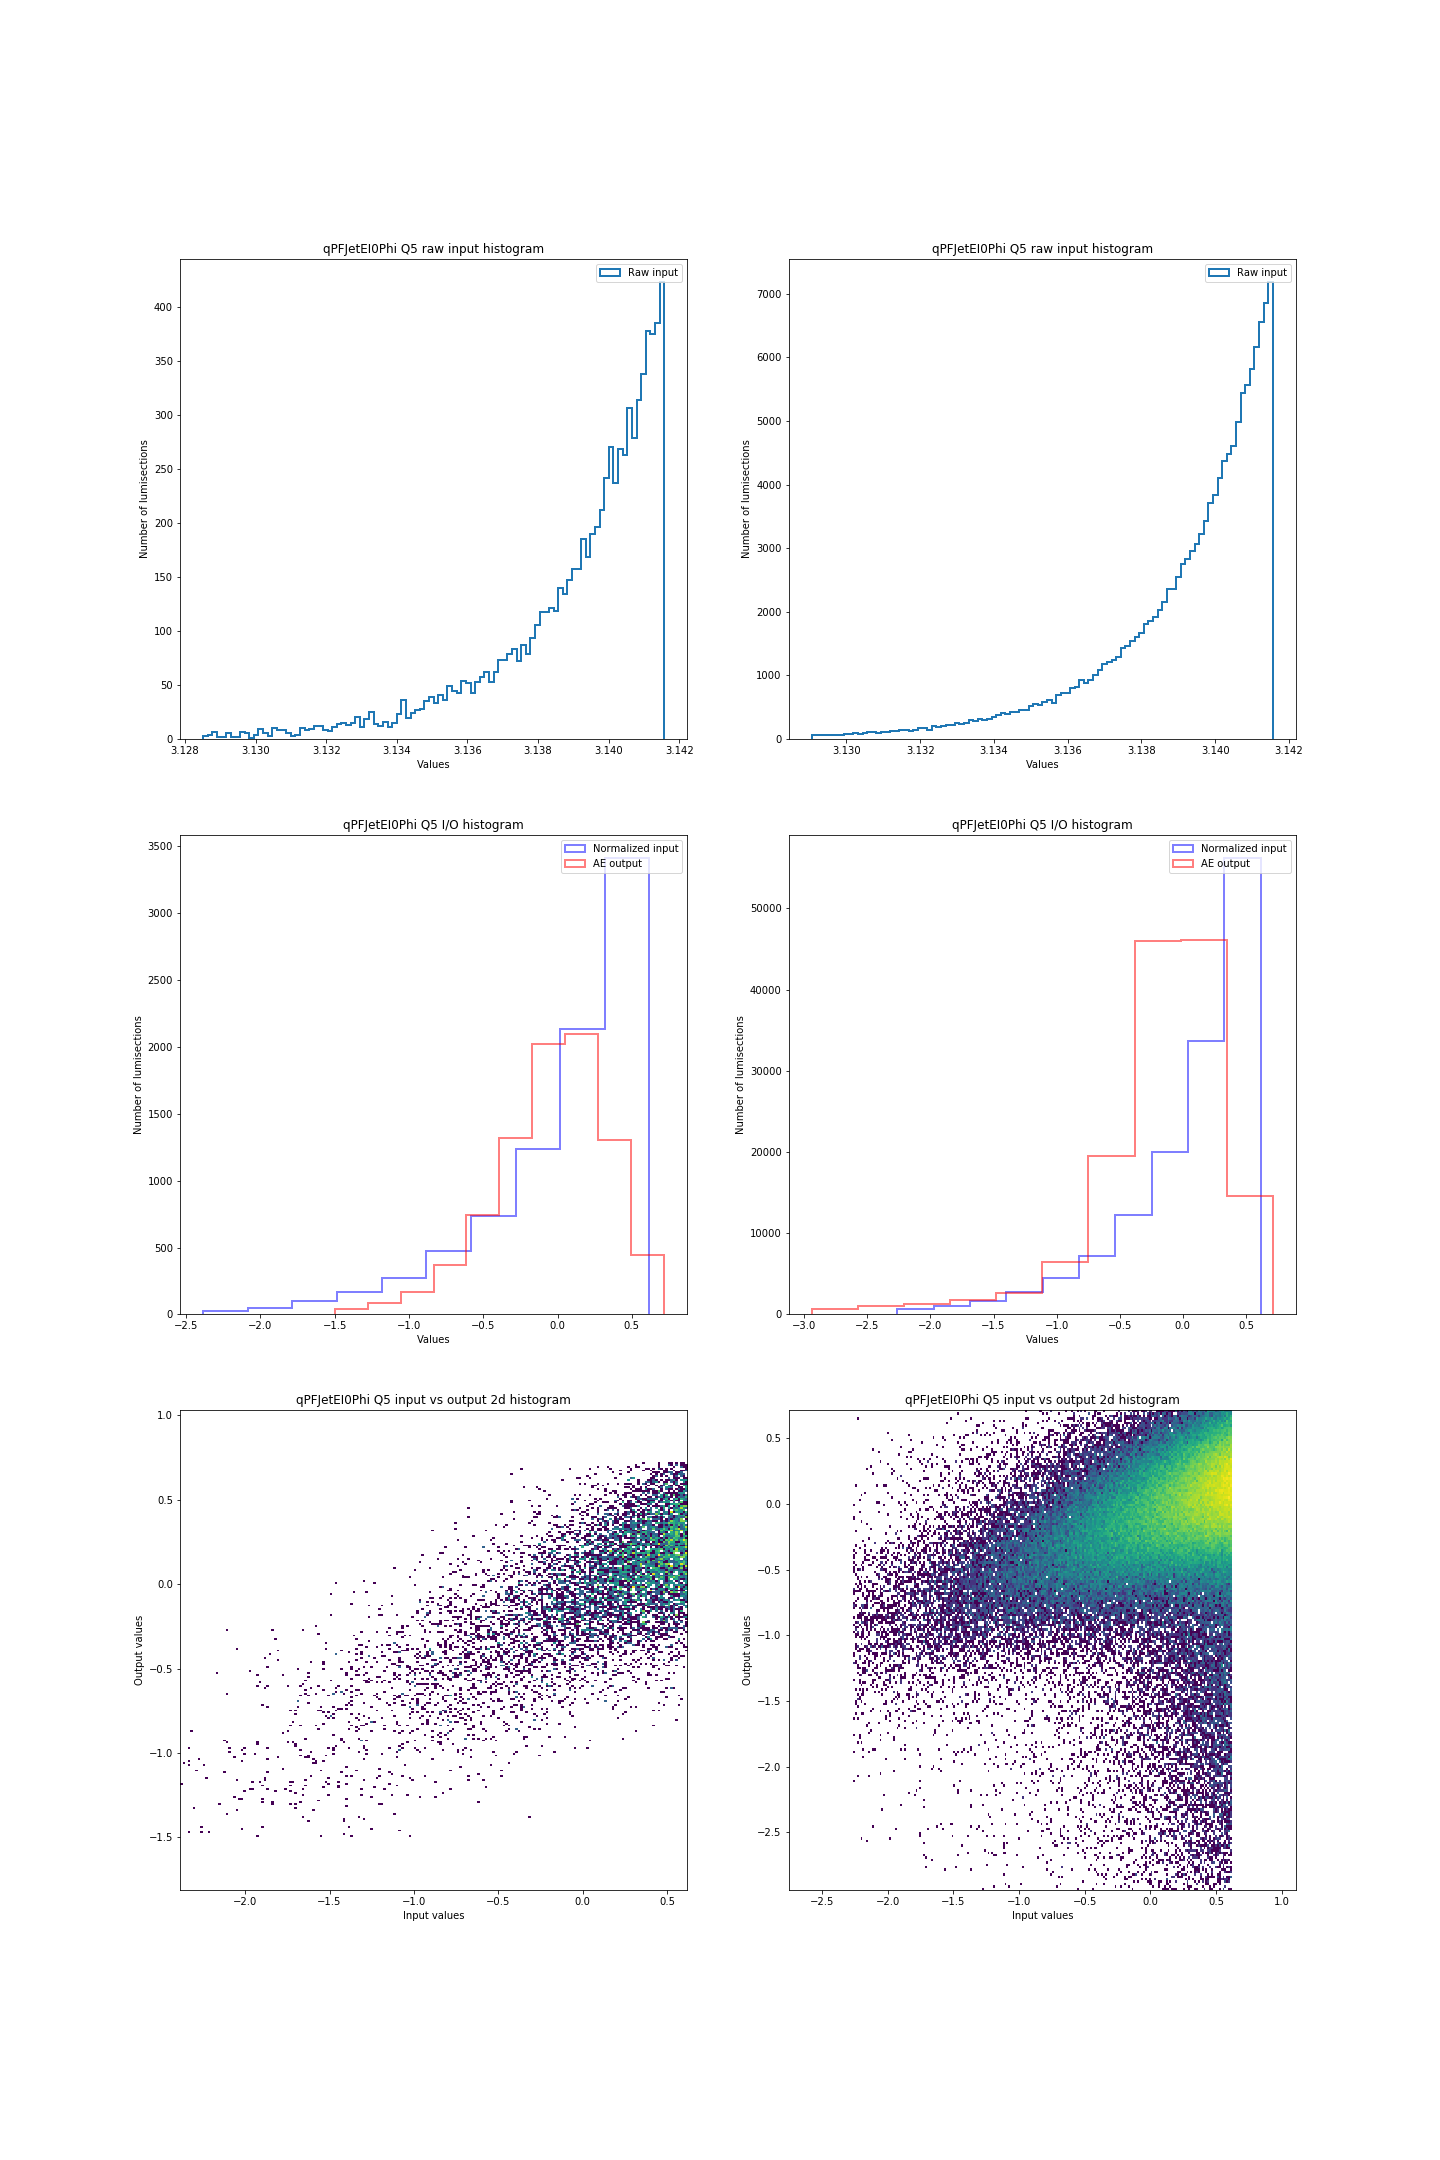 qPFJetEI0Phi Q5 raw input histogram
Raw input
400
350
300
250
200
150
100
50
0
Number of lumisections
3.128 3.130 3.132 3.134 3.136 3.138 3.140 3.142
Values
qPFJetEI0Phi Q5 raw input histogram
Raw input
7000
6000
5000
4000
3000
2000
1000
0
Number of lumisections
3.130 3.132 3.134 3.136 3.138 3.140 3.142
Values
qPFJetEI0Phi Q5 I/O histogram
Normalized input
AE output
3500
3000
2500
2000
1500
1000
500
0
Number of lumisections
−2.5 −2.0 −1.5 −1.0 −0.5 0.0 0.5
Values
qPFJetEI0Phi Q5 I/O histogram
Normalized input
AE output
50000
40000
30000
20000
10000
0
Number of lumisections
−3.0 −2.5 −2.0 −1.5 −1.0 −0.5 0.0 0.5
Values
qPFJetEI0Phi Q5 input vs output 2d histogram
1.0
0.5
0.0
−0.5
−1.0
−1.5
Output values
−2.0 −1.5 −1.0 −0.5 0.0 0.5
Input values
qPFJetEI0Phi Q5 input vs output 2d histogram
0.5
0.0
−0.5
−1.0
−1.5
−2.0
−2.5
Output values
−2.5 −2.0 −1.5 −1.0 −0.5 0.0 0.5 1.0
Input values